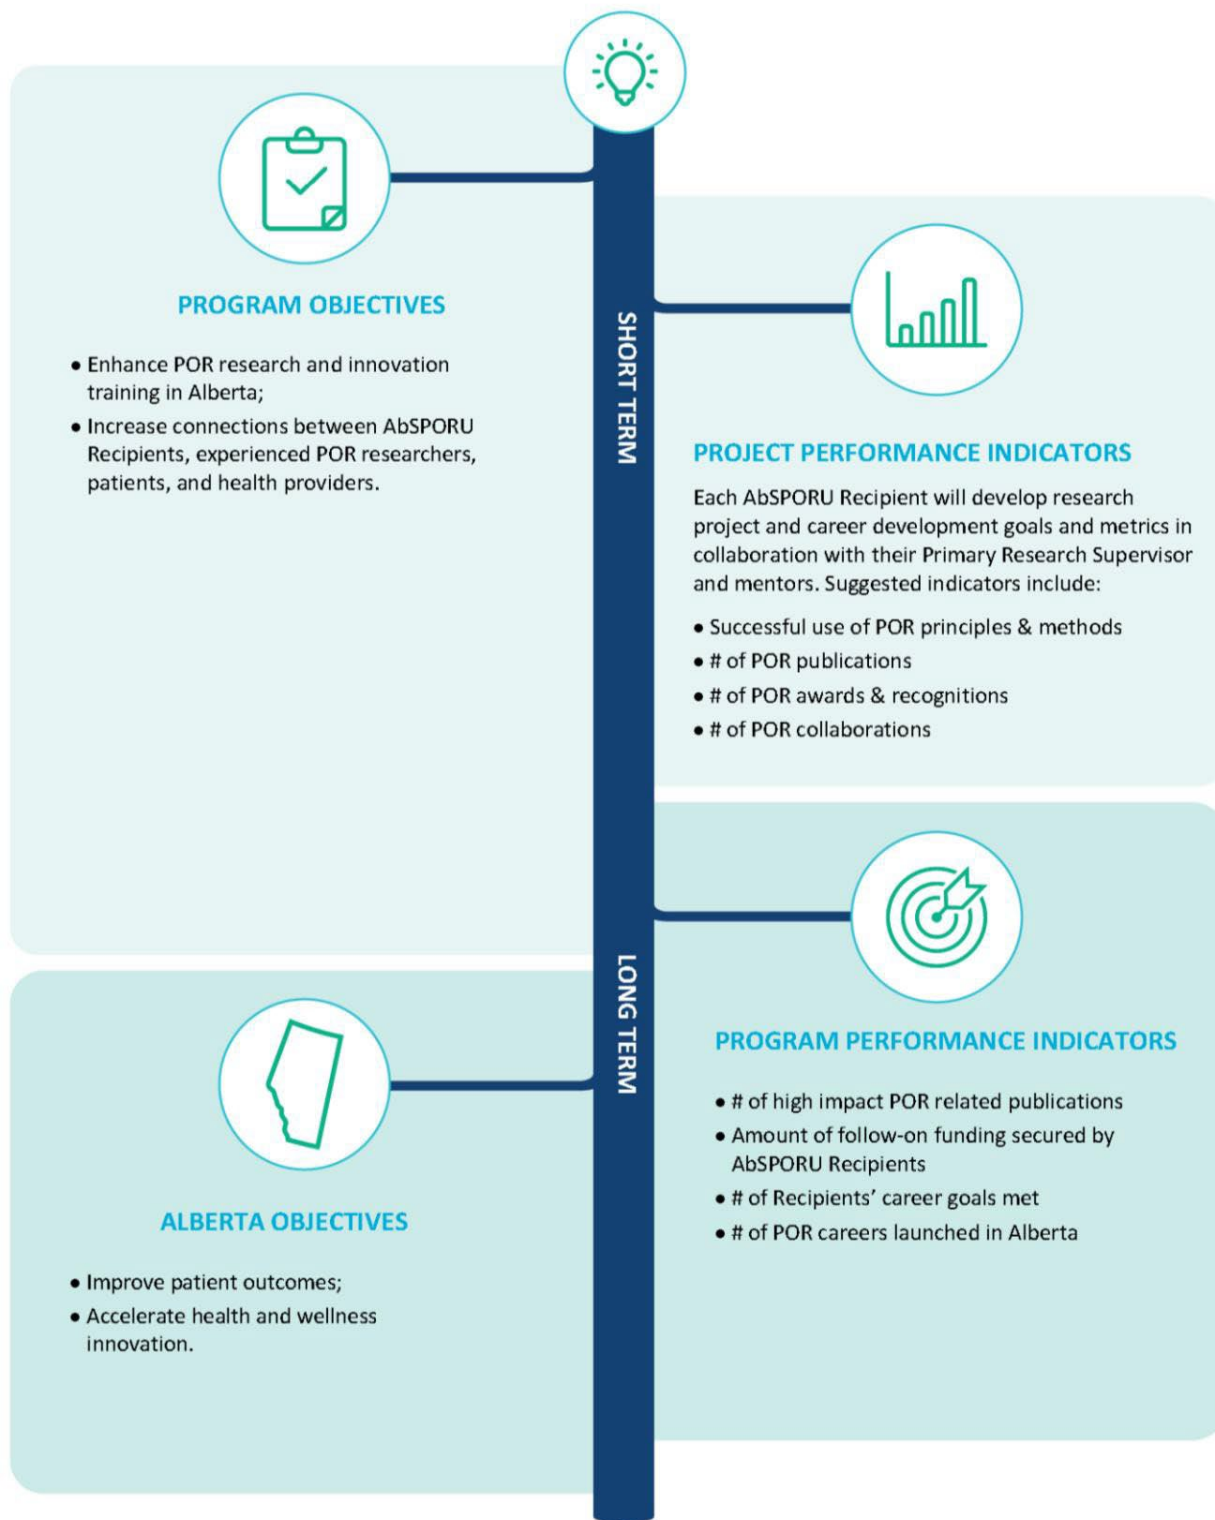 PROGRAM OBJECTIVES
● Enhance POR research and innovation
training in Alberta;
● Increase connections between AbSPORU
Recipients, experienced POR researchers,
patients, and health providers.
SHORT TERM
PROJECT PERFORMANCE INDICATORS
Each AbSPORU Recipient will develop research
project and career development goals and metrics in
collaboration with their Primary Research Supervisor
and mentors. Suggested indicators include:
● Successful use of POR principles & methods
● # of POR publications
● # of POR awards & recognitions
● # of POR collaborations
LONG TERM
ALBERTA OBJECTIVES
● Improve patient outcomes;
● Accelerate health and wellness
innovation.
PROGRAM PERFORMANCE INDICATORS
● # of high impact POR related publications
● Amount of follow-on funding secured by
AbSPORU Recipients
● # of Recipients’ career goals met
● # of POR careers launched in Alberta